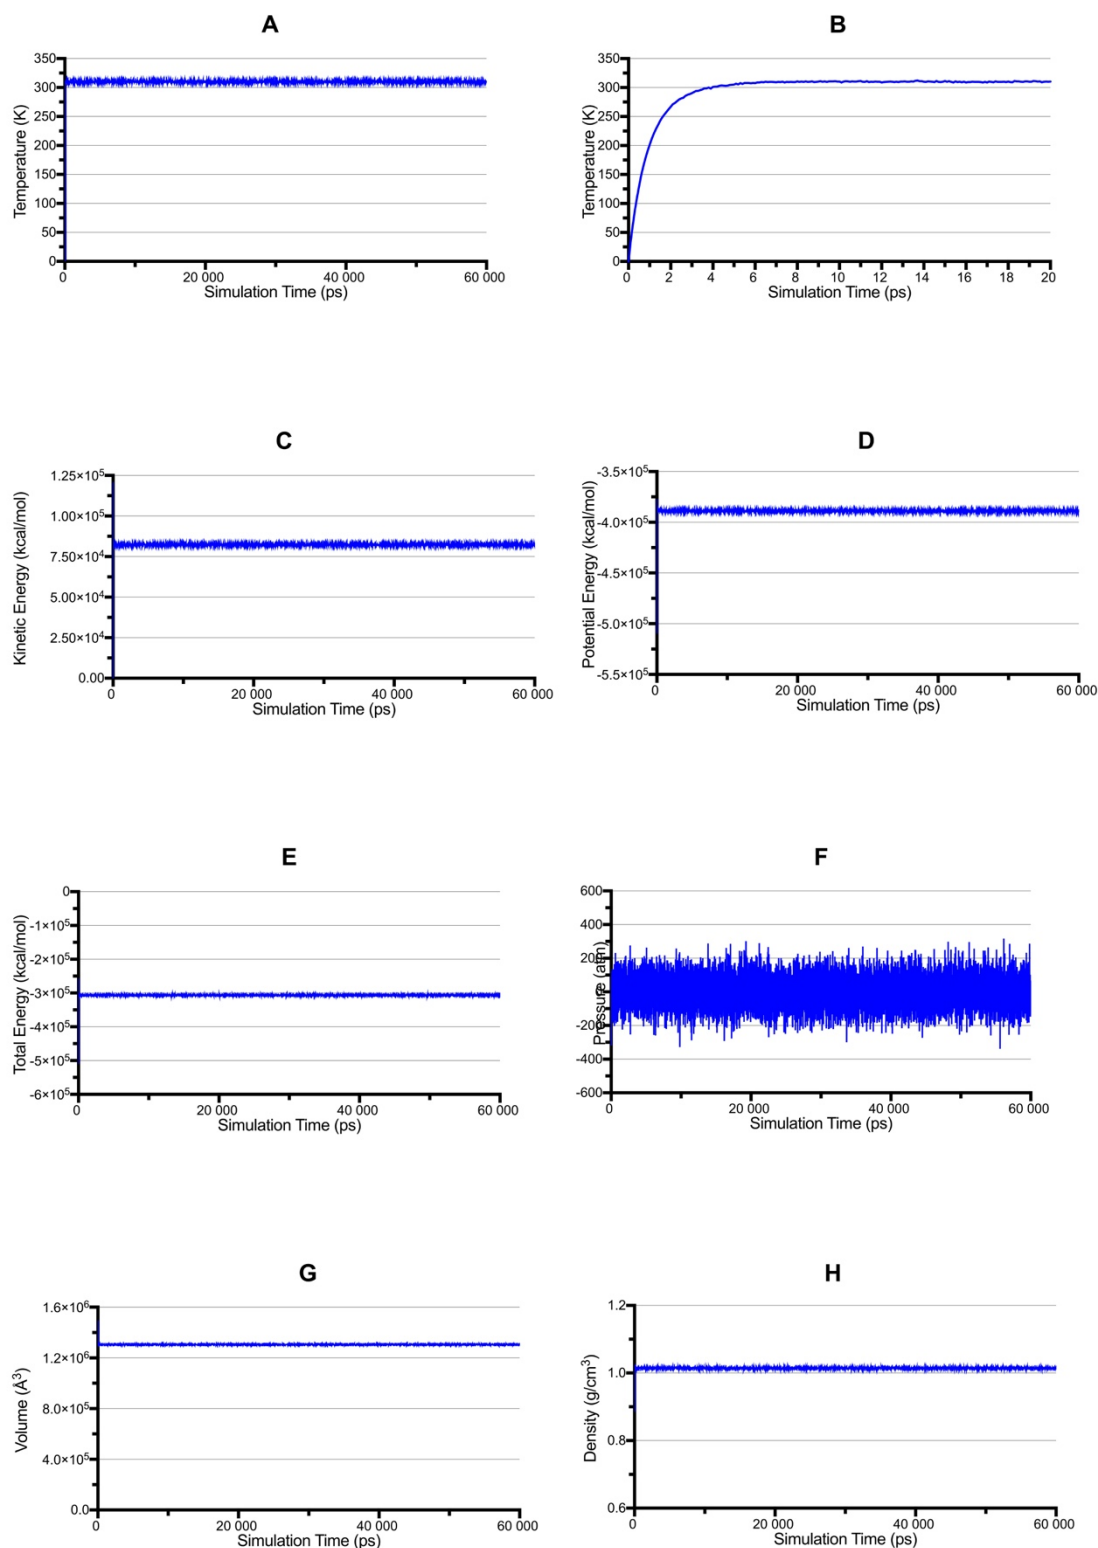 A
350
300
250
200
150
100
50
0
Temperature (K)
0 20 000 40 000 60 000
Simulation Time (ps)
B
350
300
250
200
150
100
50
0
Temperature (K)
0 2 4 6 8 10 12 14 16 18 20
Simulation Time (ps)
C
1.25×10⁵
1.00×10⁵
7.50×10⁴
5.00×10⁴
2.50×10⁴
0.00
Kinetic Energy (kcal/mol)
0 20 000 40 000 60 000
Simulation Time (ps)
D
-3.5×10⁵
-4.0×10⁵
-4.5×10⁵
-5.0×10⁵
-5.5×10⁵
Potential Energy (kcal/mol)
0 20 000 40 000 60 000
Simulation Time (ps)
E
0
-1×10⁵
-2×10⁵
-3×10⁵
-4×10⁵
-5×10⁵
-6×10⁵
Total Energy (kcal/mol)
0 20 000 40 000 60 000
Simulation Time (ps)
F
600
400
200
0
-200
-400
-600
Pressure (atm)
0 20 000 40 000 60 000
Simulation Time (ps)
G
1.6×10⁶
1.2×10⁶
8.0×10⁵
4.0×10⁵
0.0
Volume (Å³)
0 20 000 40 000 60 000
Simulation Time (ps)
H
1.2
1.0
0.8
0.6
Density (g/cm³)
0 20 000 40 000 60 000
Simulation Time (ps)